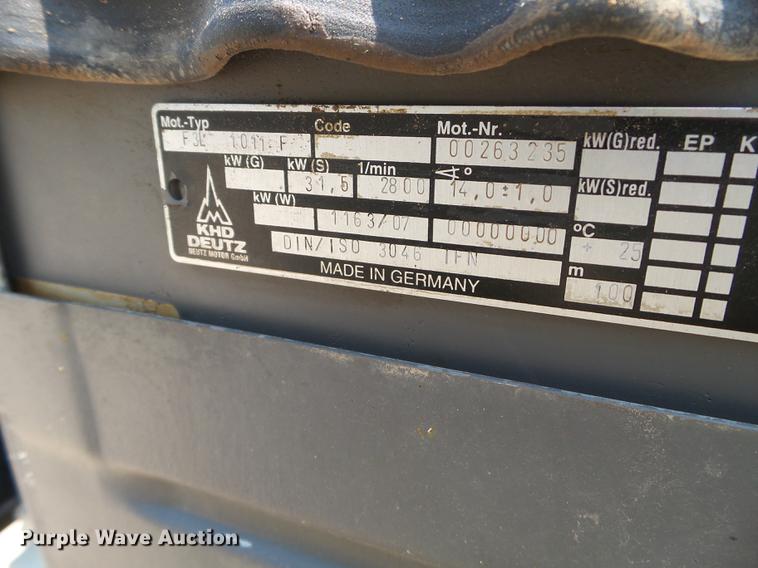 Mot.-Typ Code Mot.-Nr. kW(G)red. EP K
F3L 1011 F 00263235
kW (G) kW (S) 1/min ∢° kW(S)red.
31,5 2800 14,0±1,0
kW (W) °C
1163/07 00000000 + 25
KHD
DEUTZ
DEUTZ MOTOR GmbH
DIN/ISO 3046 IFN m
100
MADE IN GERMANY
Purple Wave Auction